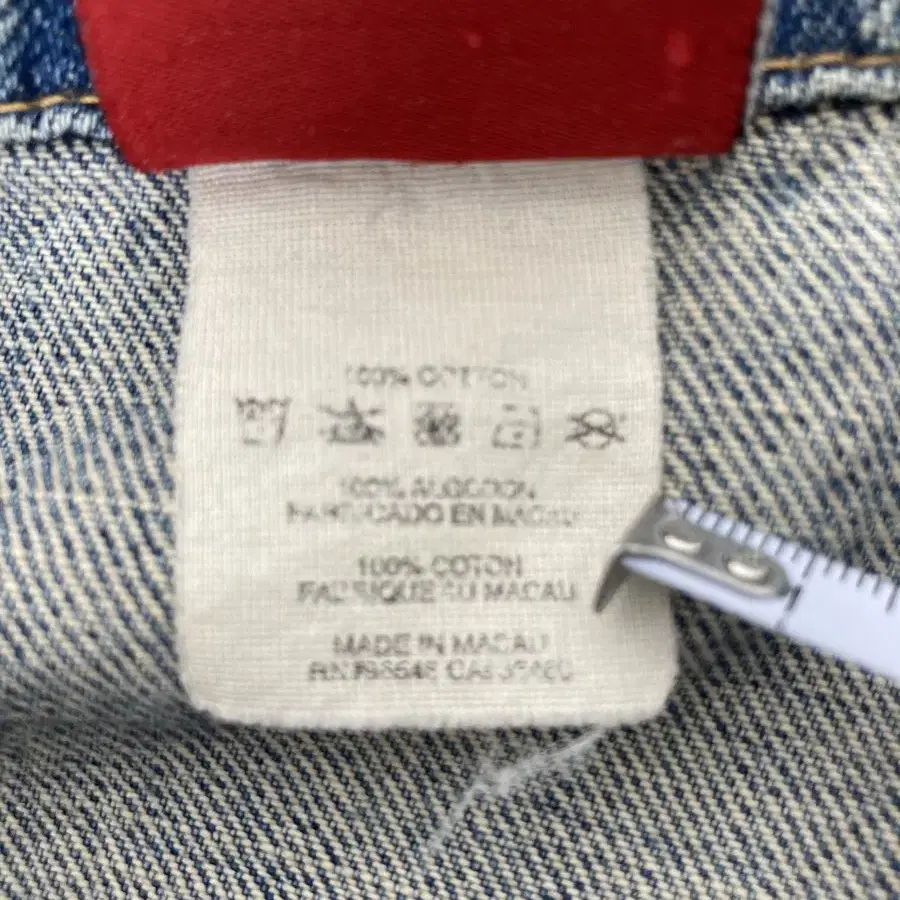 100% COTTON
100% ALGODON
FABRICADO EN MACAU
100% COTON
FABRIQUE AU MACAU
MADE IN MACAU